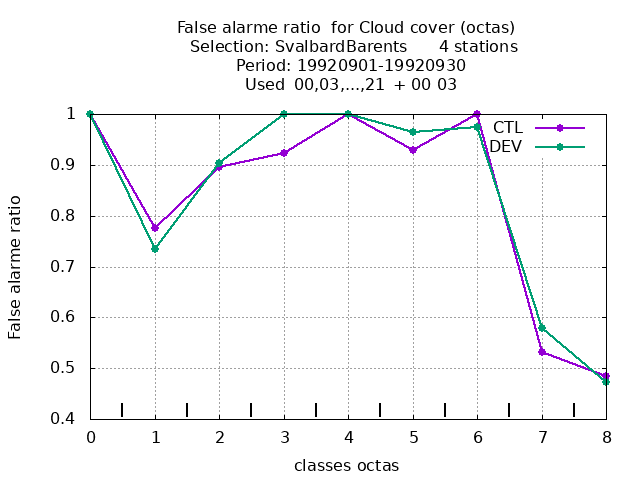 False alarme ratio  for Cloud cover (octas)
Selection: SvalbardBarents      4 stations
Period: 19920901-19920930
Used  00,03,...,21  + 00 03
CTL
DEV
1
0.9
0.8
0.7
0.6
0.5
0.4
False alarme ratio
0 1 2 3 4 5 6 7 8
classes octas